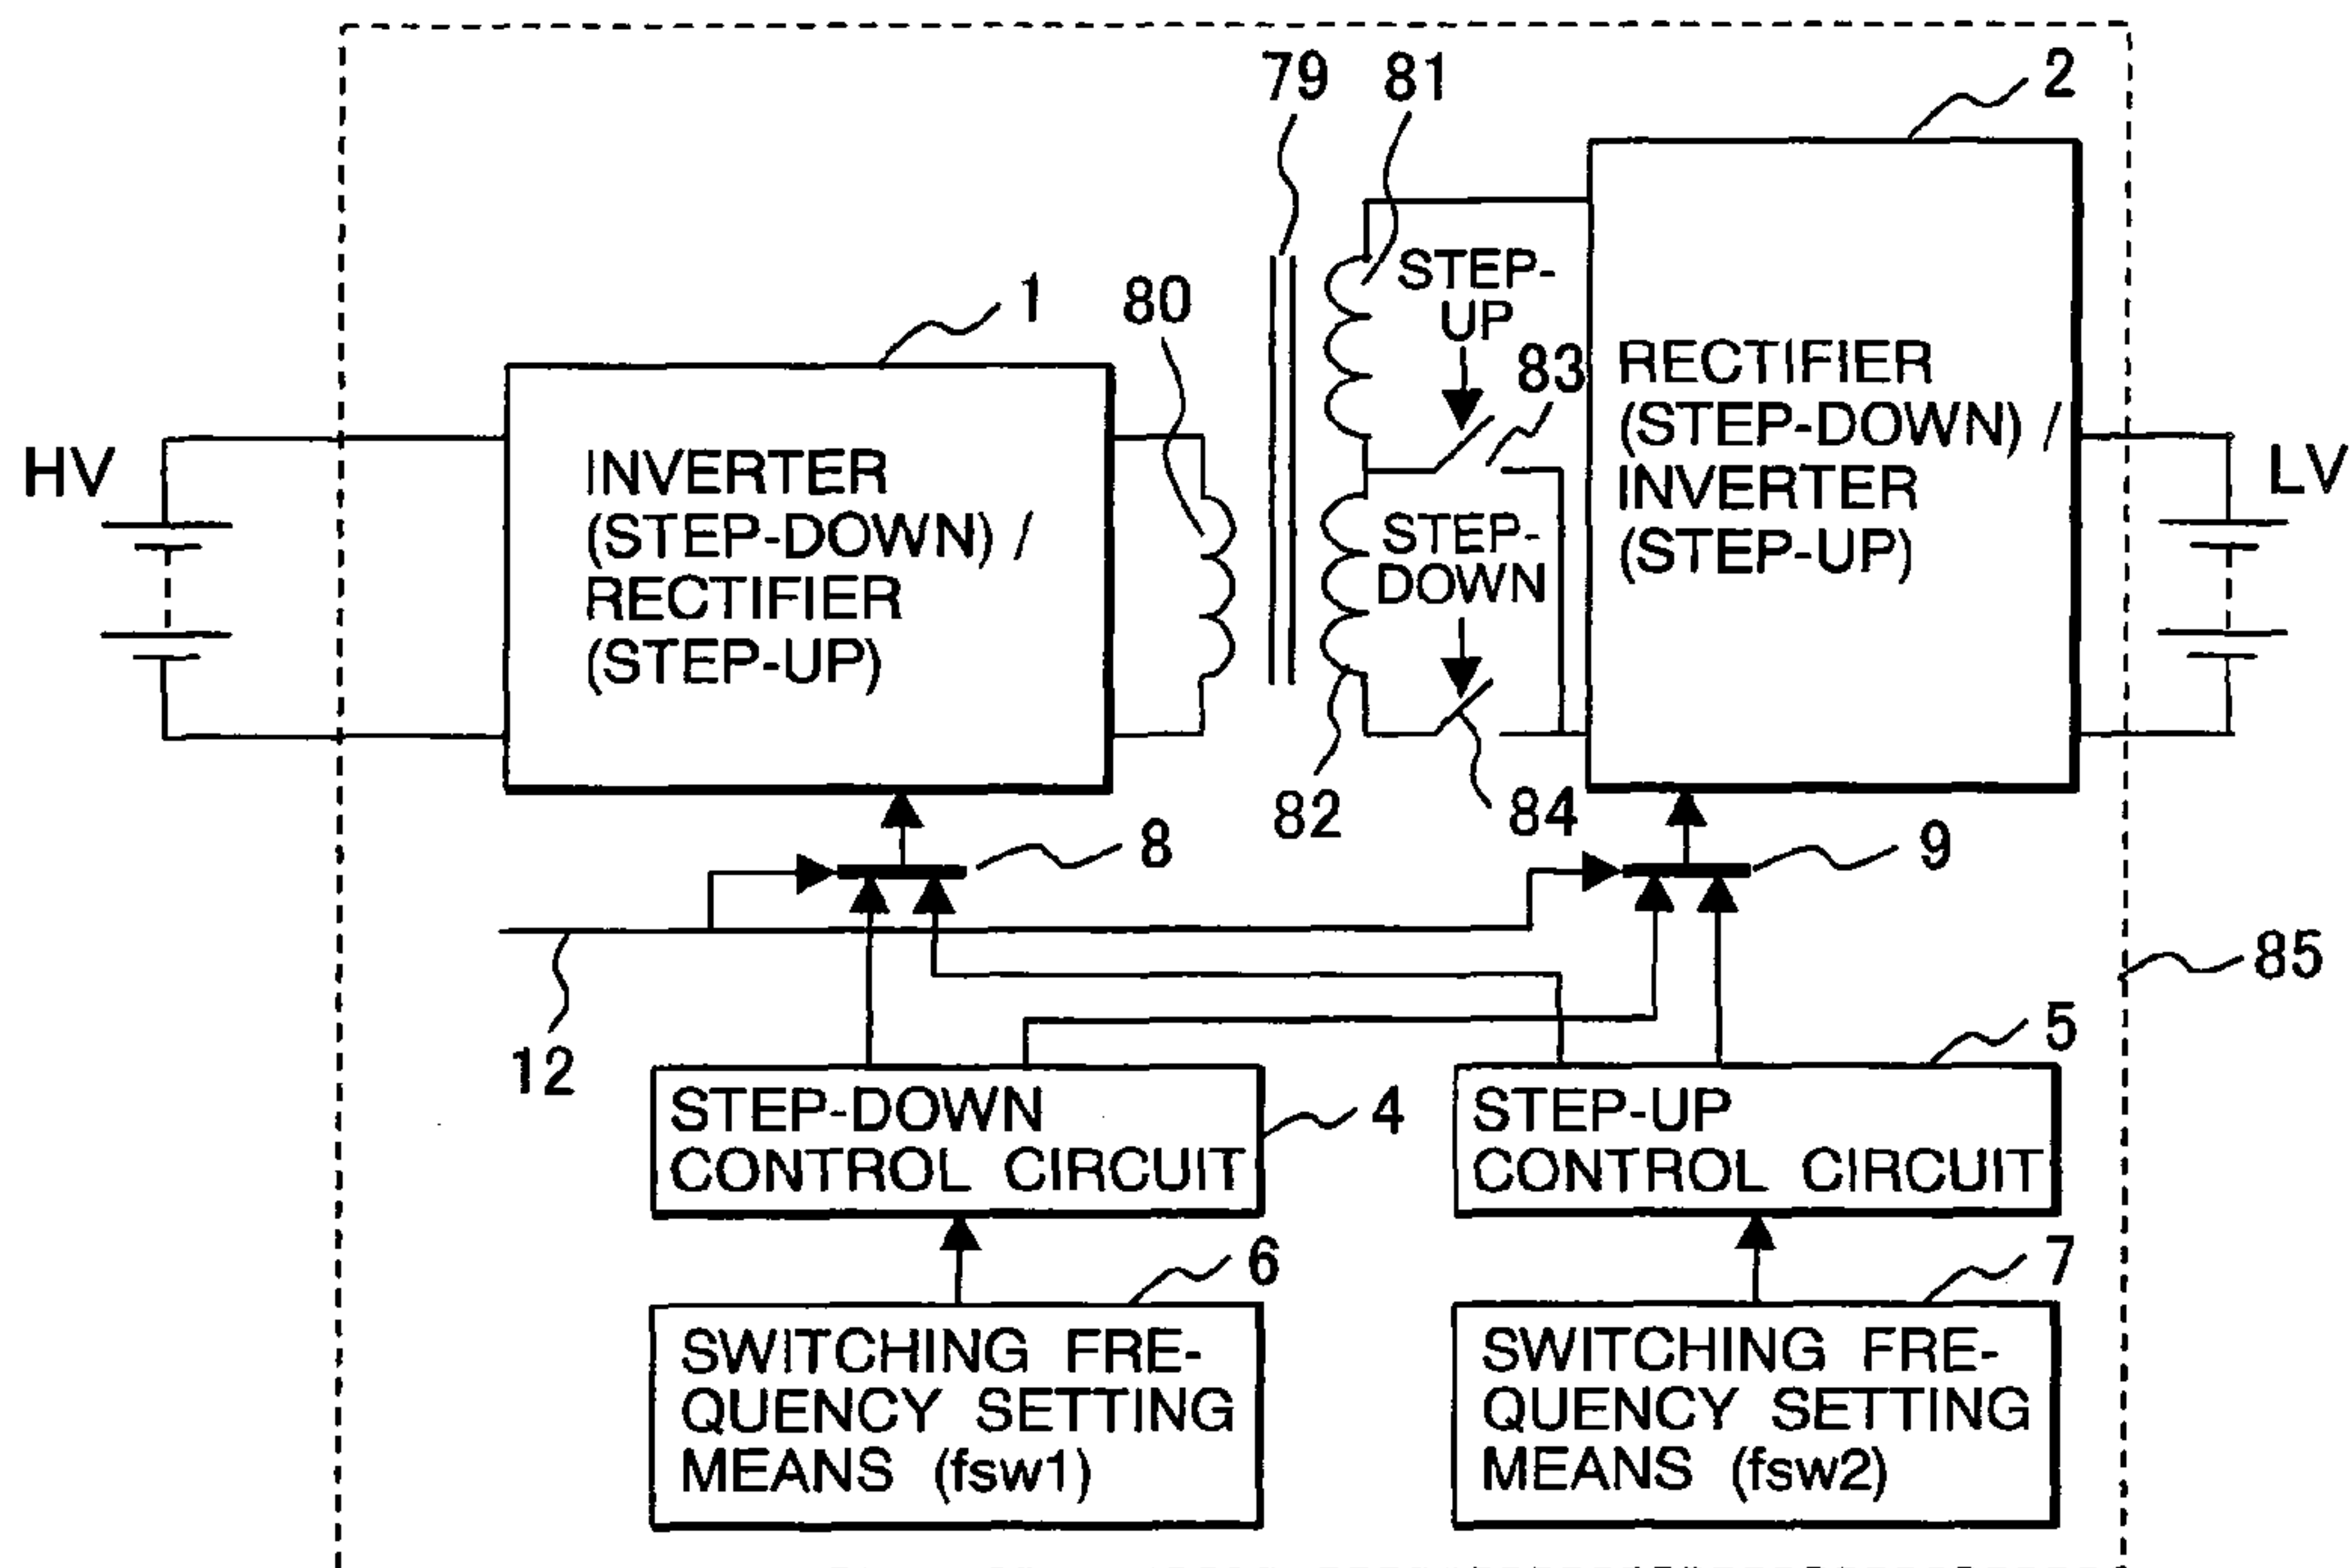 79
81
2
80
1
STEP-
UP
83
HV
INVERTER
(STEP-DOWN) /
RECTIFIER
(STEP-UP)
STEP-
DOWN
RECTIFIER
(STEP-DOWN) /
INVERTER
(STEP-UP)
LV
82
84
8
9
85
12
STEP-DOWN
CONTROL CIRCUIT
4
STEP-UP
CONTROL CIRCUIT
5
6
SWITCHING FRE-
QUENCY SETTING
MEANS (fsw1)
7
SWITCHING FRE-
QUENCY SETTING
MEANS (fsw2)